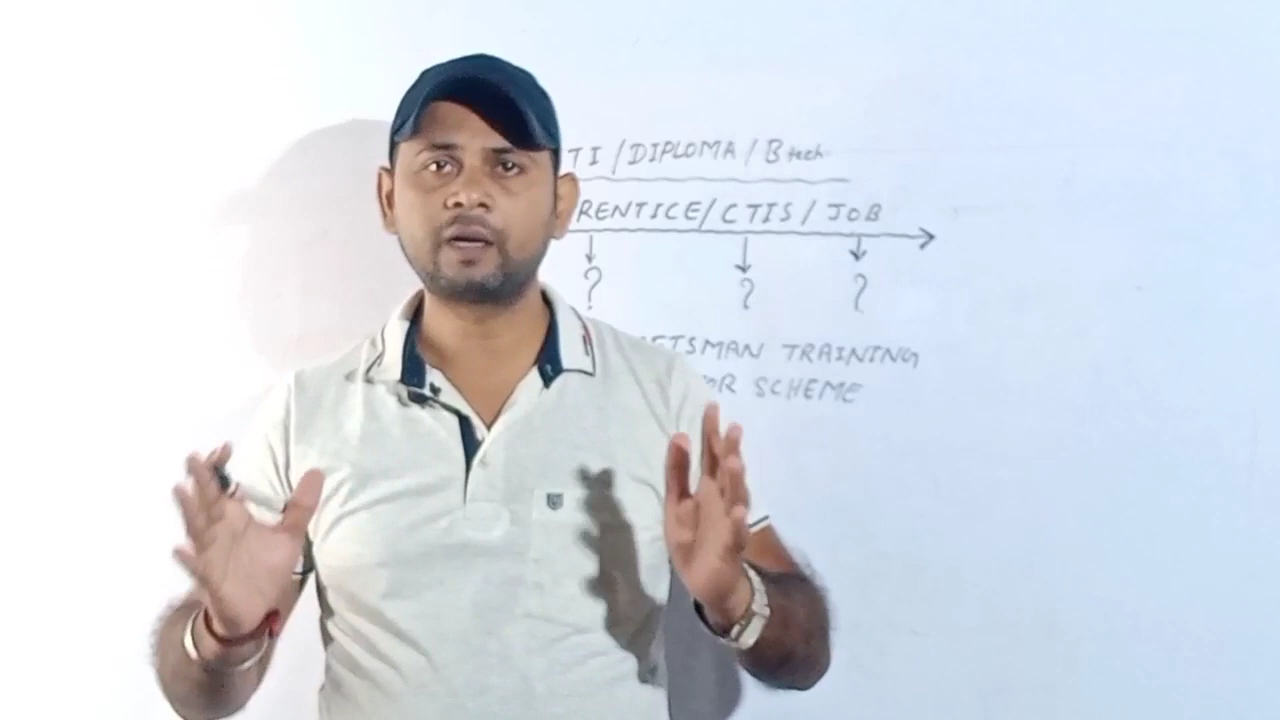 TI / DIPLOMA / B tech
RENTICE / CTIS / JOB
? ? ?
TSMAN TRAINING
OR SCHEME